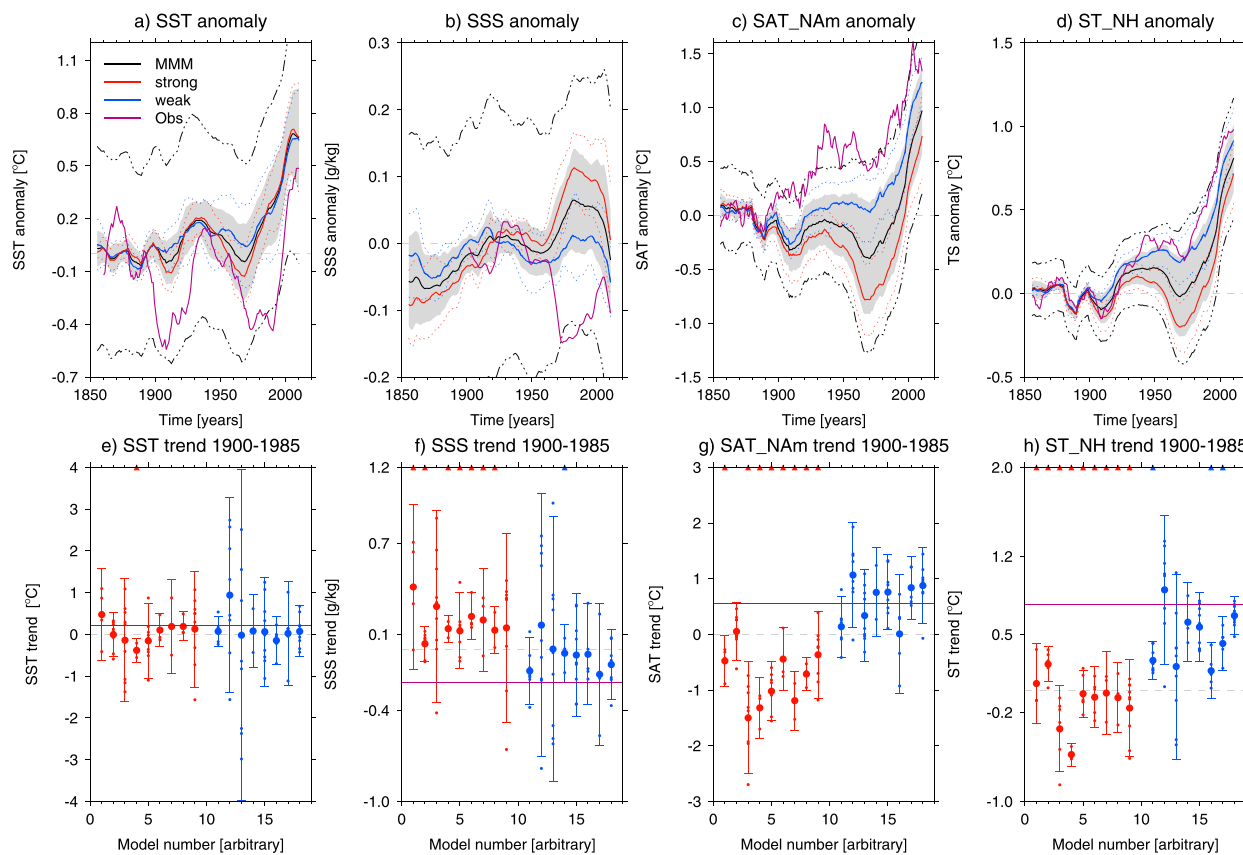 a) SST anomaly
b) SSS anomaly
c) SAT_NAm anomaly
d) ST_NH anomaly
MMM
strong
weak
Obs
SST anomaly [°C]
1.1
0.8
0.5
0.2
-0.1
-0.4
-0.7
1850
1900
1950
2000
Time [years]
SSS anomaly [g/kg]
0.3
0.2
0.1
0.0
-0.1
-0.2
1850
1900
1950
2000
Time [years]
SAT anomaly [°C]
1.5
1.0
0.5
0.0
-0.5
-1.0
-1.5
1850
1900
1950
2000
Time [years]
TS anomaly [°C]
1.5
1.0
0.5
0.0
-0.5
1850
1900
1950
2000
Time [years]
e) SST trend 1900-1985
f) SSS trend 1900-1985
g) SAT_NAm trend 1900-1985
h) ST_NH trend 1900-1985
SST trend [°C]
4
3
2
1
0
-1
-2
-3
-4
0
5
10
15
Model number [arbitrary]
SSS trend [g/kg]
1.2
0.7
0.1
-0.4
-1.0
0
5
10
15
Model number [arbitrary]
SAT trend [°C]
3
2
1
0
-1
-2
-3
0
5
10
15
Model number [arbitrary]
ST trend [°C]
2.0
1.2
0.5
-0.2
-1.0
0
5
10
15
Model number [arbitrary]